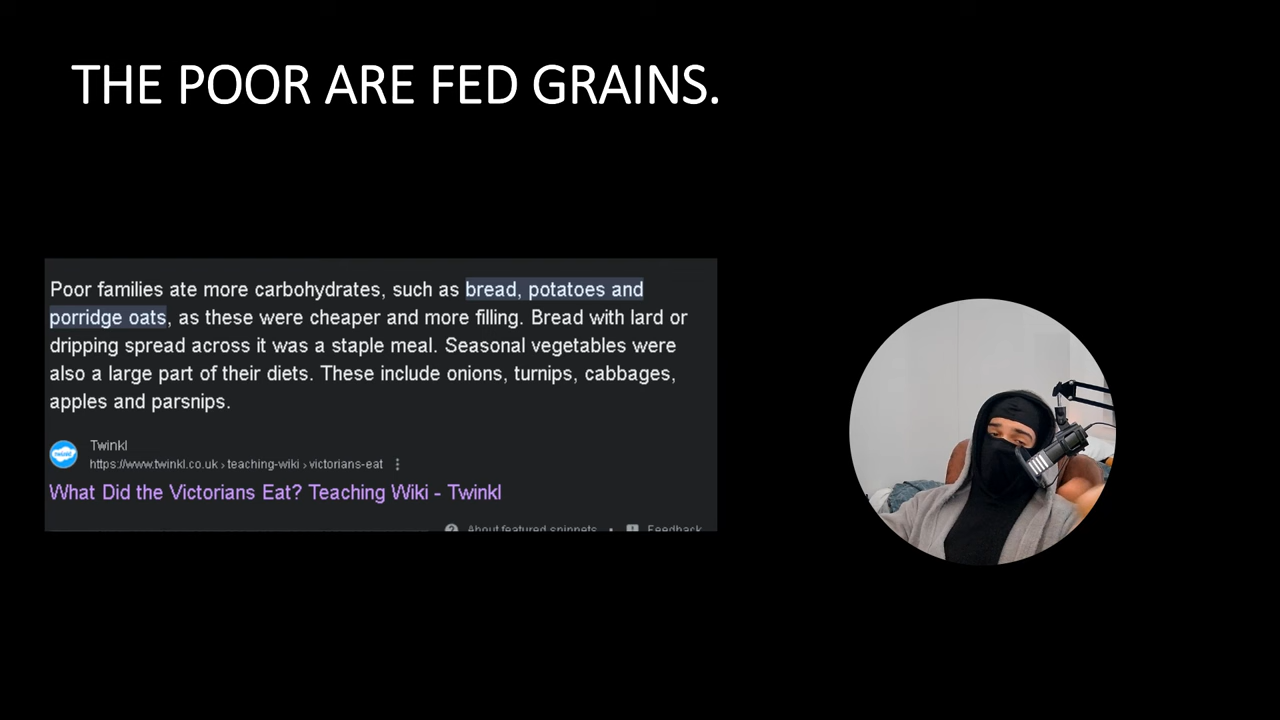 THE POOR ARE FED GRAINS.
Poor families ate more carbohydrates, such as bread, potatoes and
porridge oats, as these were cheaper and more filling. Bread with lard or
dripping spread across it was a staple meal. Seasonal vegetables were
also a large part of their diets. These include onions, turnips, cabbages,
apples and parsnips.
Twinkl
https://www.twinkl.co.uk › teaching-wiki › victorians-eat
What Did the Victorians Eat? Teaching Wiki - Twinkl
About featured snippets • Feedback